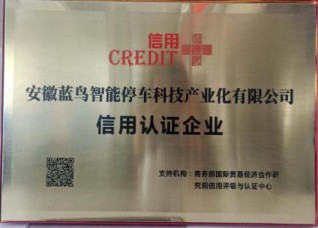 信用
CREDIT
安徽蓝鸟智能停车科技产业化有限公司
信用认证企业
支持机构：商务部国际贸易经济合作研
究院信用评级与认证中心